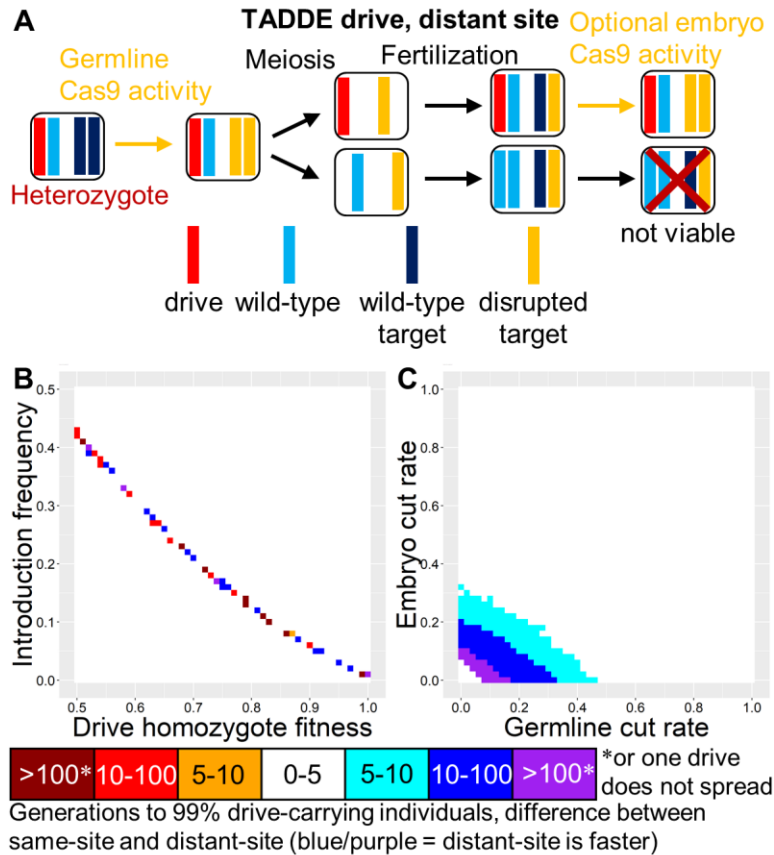 A
TADDE drive, distant site
Germline
Cas9 activity
Meiosis
Fertilization
Optional embryo
Cas9 activity
Heterozygote
not viable
drive
wild-type
wild-type
target
disrupted
target
B
Introduction frequency
0.5
0.4
0.3
0.2
0.1
0.0
0.5
0.6
0.7
0.8
0.9
1.0
Drive homozygote fitness
C
Embryo cut rate
1.0
0.8
0.6
0.4
0.2
0.0
0.0
0.2
0.4
0.6
0.8
1.0
Germline cut rate
>100*
10-100
5-10
0-5
5-10
10-100
>100*
*or one drive
does not spread
Generations to 99% drive-carrying individuals, difference between
same-site and distant-site (blue/purple = distant-site is faster)